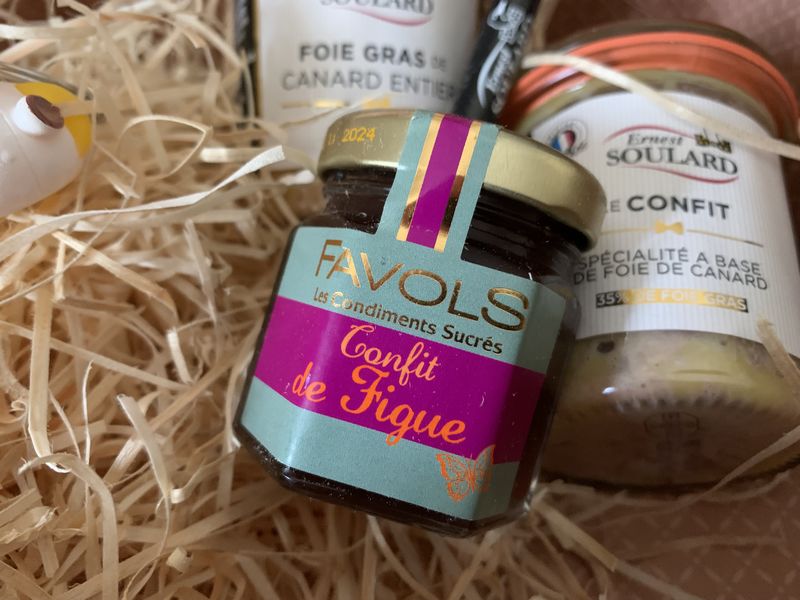 SOULARD
FOIE GRAS DE
CANARD ENTIER
2024
FAVOLS
Les Condiments Sucrés
Confit
de Figue
Ernest
SOULARD
LE CONFIT
SPÉCIALITÉ A BASE
DE FOIE DE CANARD
35% DE FOIE GRAS